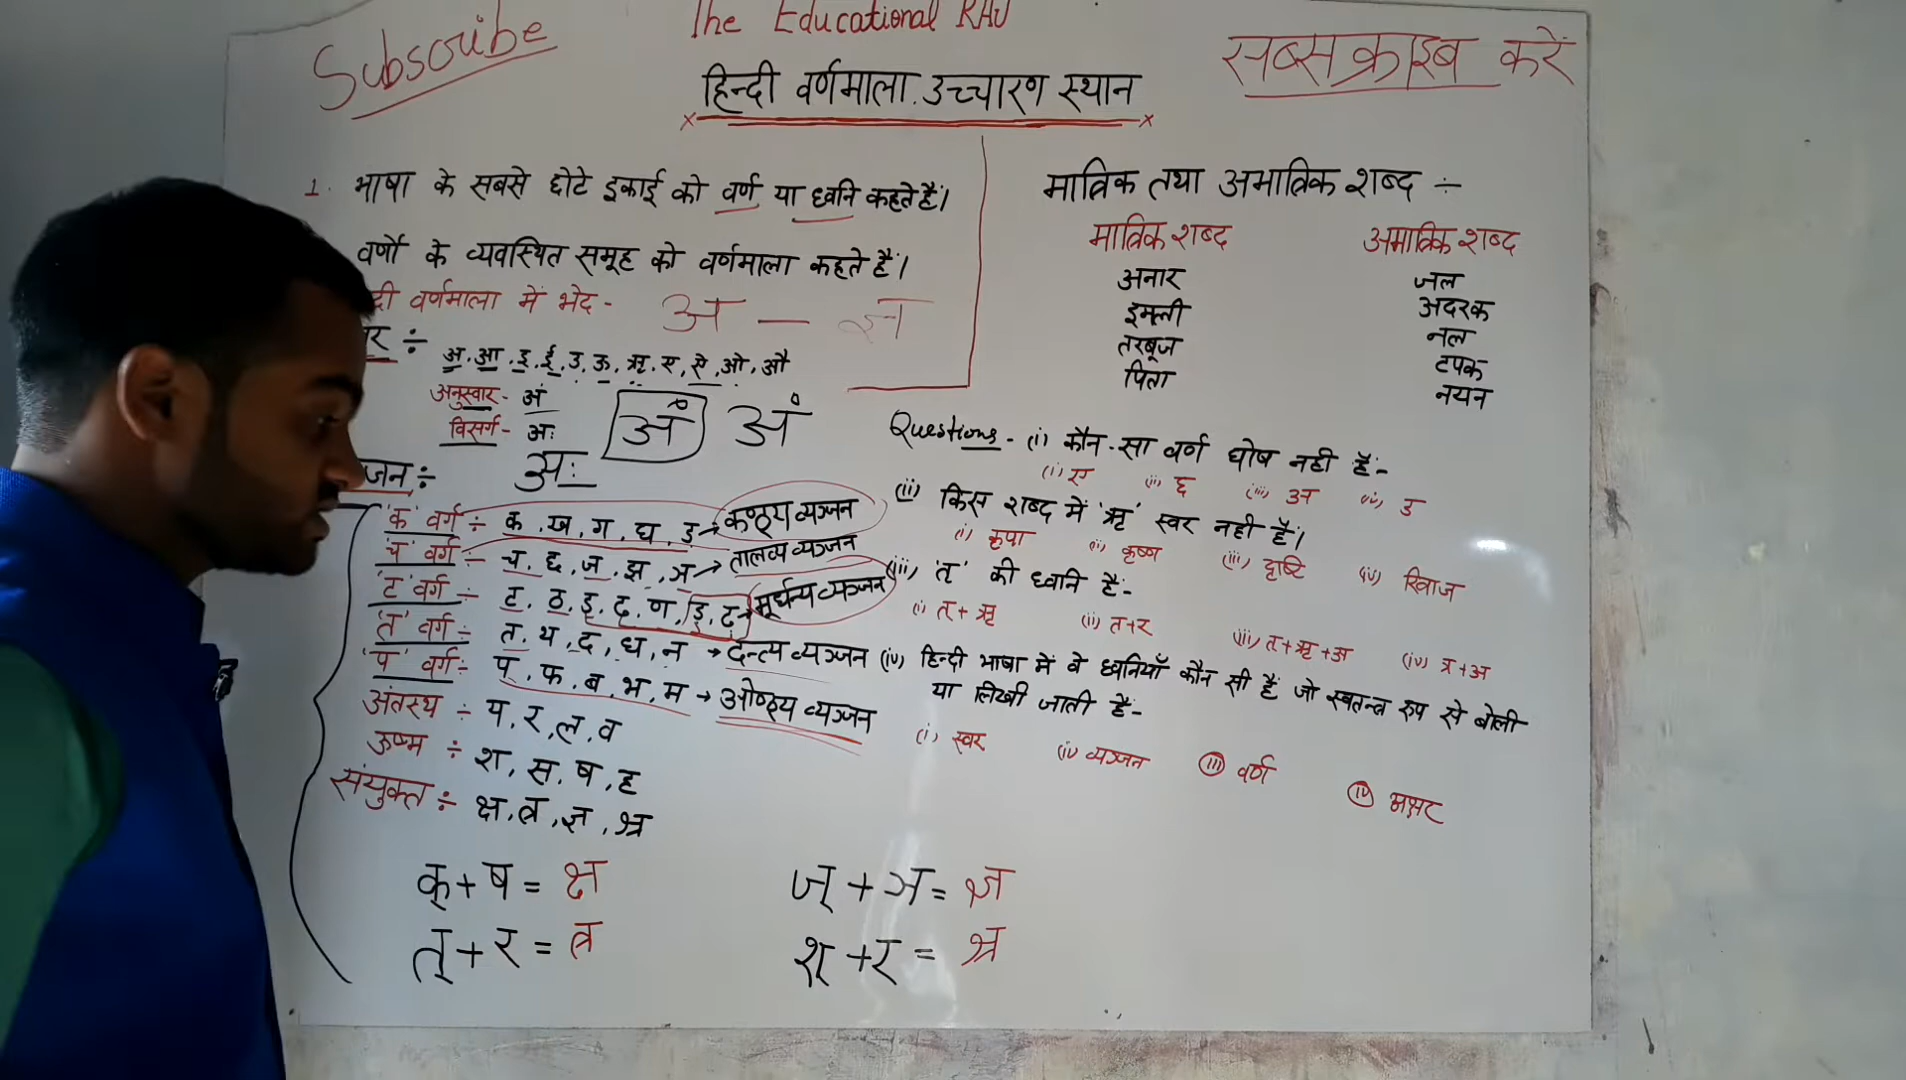 Subscribe
The Educational RAJ
सब्सक्राइब करें
हिन्दी वर्णमाला. उच्चारण स्थान
1. भाषा के सबसे छोटे इकाई को वर्ण या ध्वनि कहते हैं।
वर्णों के व्यवस्थित समूह को वर्णमाला कहते हैं।
दी वर्णमाला में भेद - अ — ज्ञ
र ÷ अ. आ. इ. ई. उ. ऊ. ऋ. ए. ऐ. ओ. औ
अनुस्वार - अं
विसर्ग - अः
अँ अं
जन ÷ अः
'क' वर्ग ÷ क. ख. ग. घ. ङ → कण्ठ्य व्यञ्जन
'च' वर्ग ÷ च. छ. ज. झ. ञ → तालव्य व्यञ्जन
'ट' वर्ग ÷ ट. ठ. ड. ढ. ण. ड़. ढ़ → मूर्धन्य व्यञ्जन
'त' वर्ग ÷ त. थ. द. ध. न → दन्त्य व्यञ्जन
'प' वर्ग ÷ प. फ. ब. भ. म → ओष्ठ्य व्यञ्जन
अंतस्थ ÷ य. र. ल. व
ऊष्म ÷ श. स. ष. ह
संयुक्त ÷ क्ष. त्र. ज्ञ. श्र
क् + ष = क्ष
त् + र = त्र
ज् + ञ = ज्ञ
श् + र = श्र
मात्रिक तथा अमात्रिक शब्द ÷
मात्रिक शब्द अमात्रिक शब्द
अनार जल
इमली अदरक
तरबूज नल
पिता टपक
नयन
Questions - (i) कौन-सा वर्ण घोष नही है:-
(i) ए (ii) छ (iii) अ (iv) उ
(ii) किस शब्द में 'ऋ' स्वर नही है।
(i) कृपा (ii) कृष्ण (iii) दृष्टि (iv) रिवाज
(iii) 'तृ' की ध्वनि है:-
(i) त् + ऋ (ii) त + र (iii) त + ऋ + अ (iv) त्र + अ
(iv) हिन्दी भाषा में वे ध्वनियाँ कौन सी हैं जो स्वतन्त्र रुप से बोली
या लिखी जाती हैं-
(i) स्वर (ii) व्यञ्जन (iii) वर्ण (iv) अक्षर